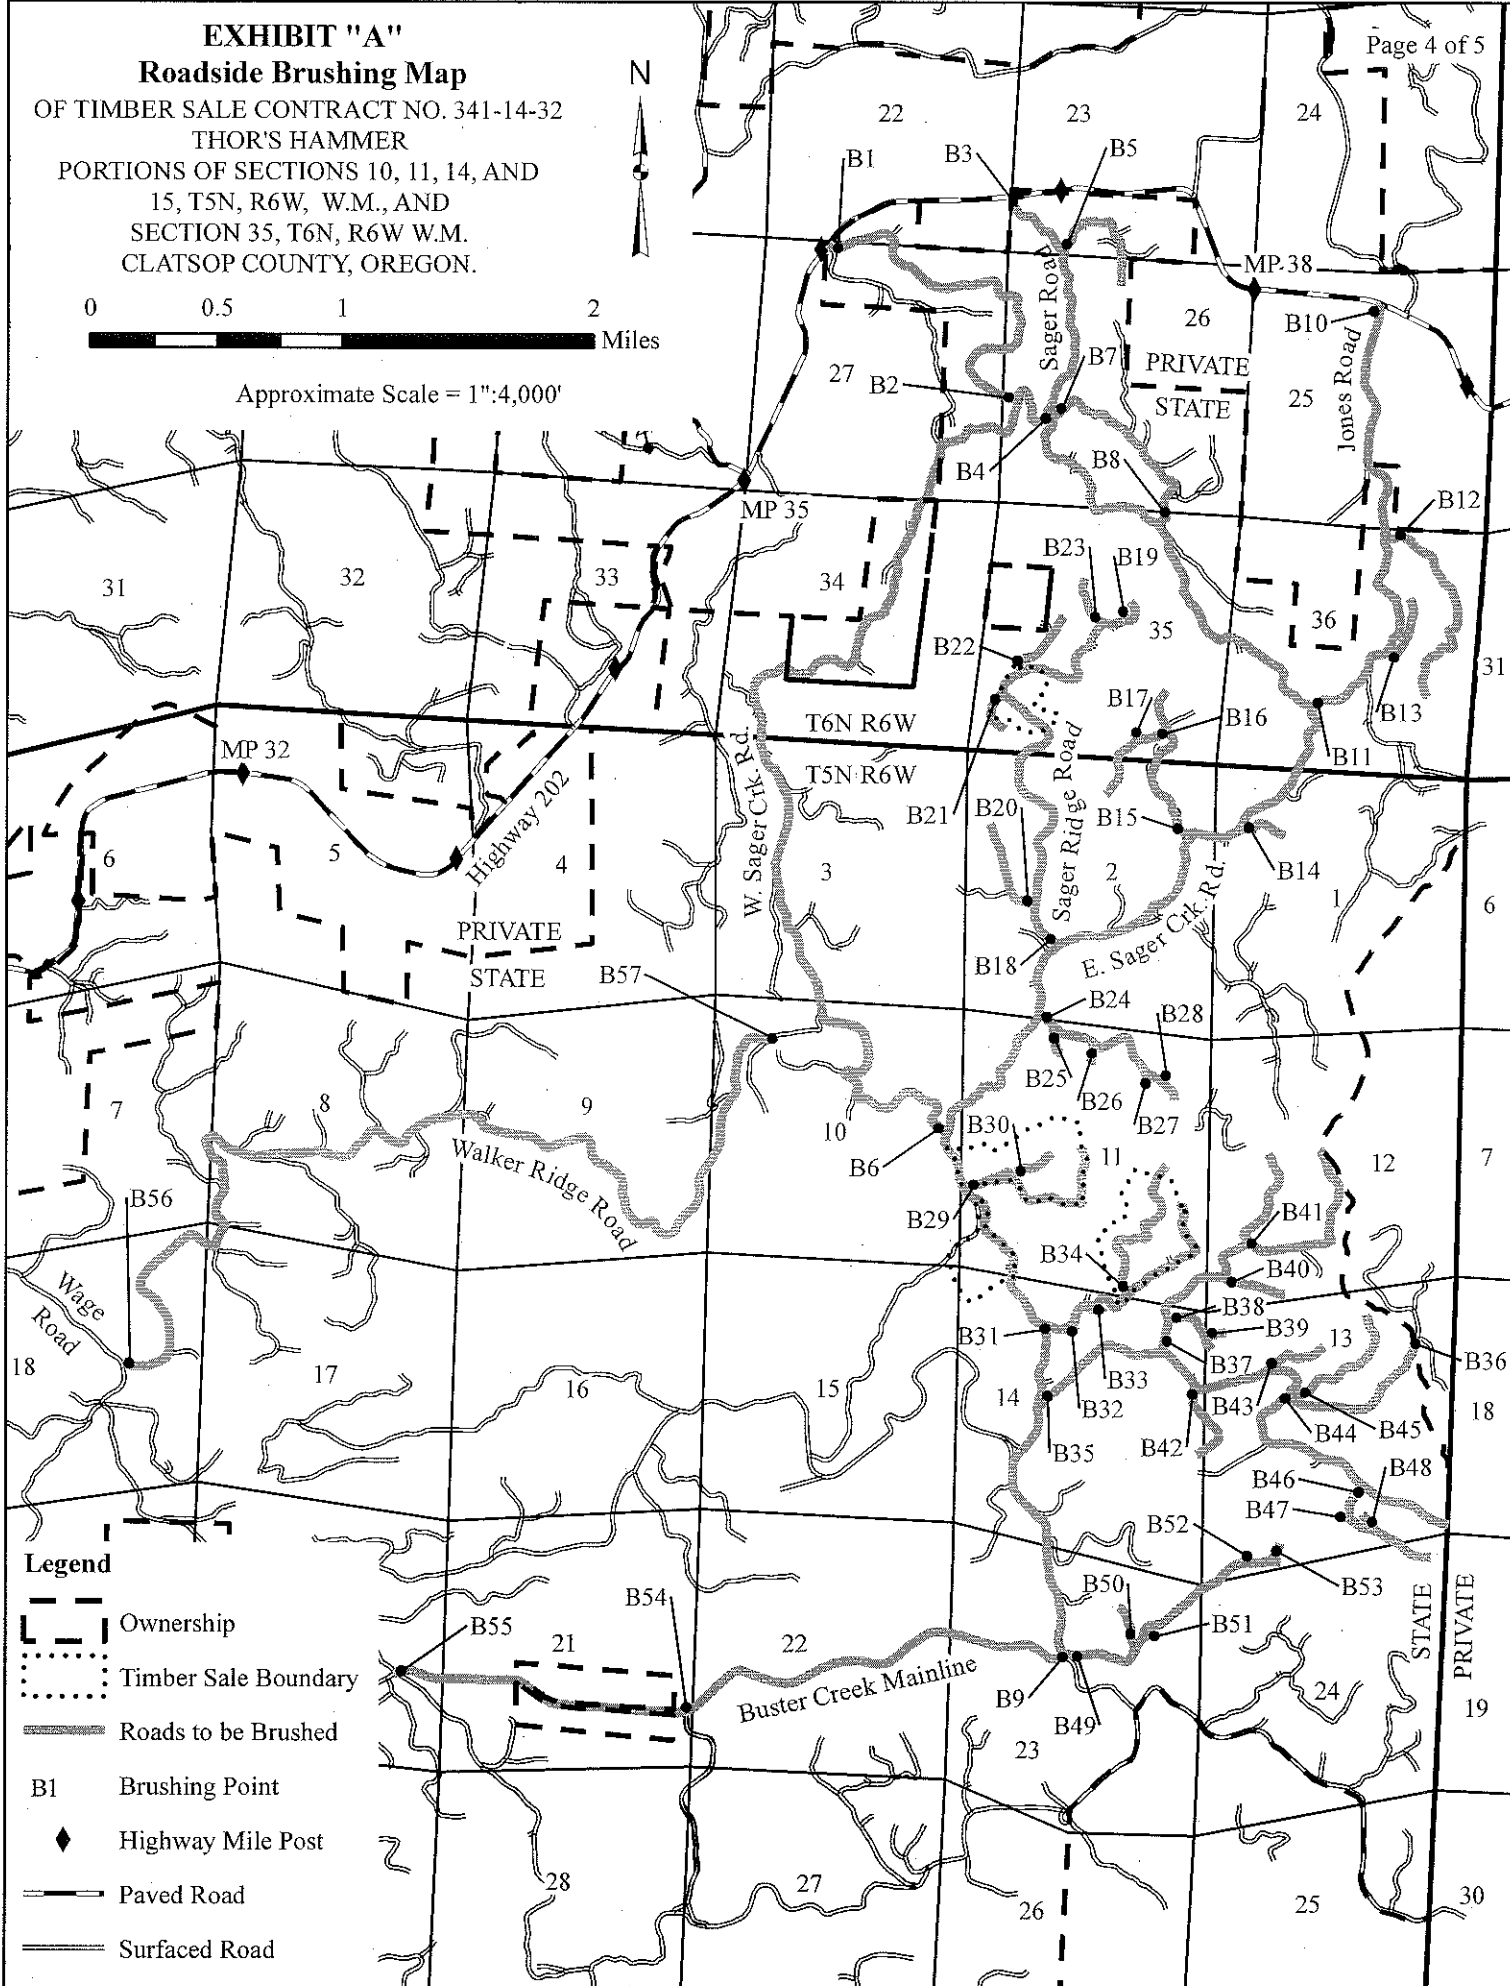 EXHIBIT "A"
Roadside Brushing Map
OF TIMBER SALE CONTRACT NO. 341-14-32
THOR'S HAMMER
PORTIONS OF SECTIONS 10, 11, 14, AND
15, T5N, R6W, W.M., AND
SECTION 35, T6N, R6W W.M.
CLATSOP COUNTY, OREGON.
0 0.5 1 2
Miles
Approximate Scale = 1":4,000'
N
Page 4 of 5
22
23
24
B1
B3
B5
Sager Road
MP 38
26
B10
27
B2
B7
PRIVATE
STATE
25
Jones Road
B4
B8
MP 35
B12
31
32
33
34
B23
B19
35
36
B22
31
B17
B16
B13
T6N R6W
B11
MP 32
T5N R6W
Highway 202
W. Sager Crk. Rd.
B21
B20
Sager Ridge Road
B15
B14
6
5
4
3
2
1
6
E. Sager Crk. Rd.
PRIVATE
STATE
B57
B18
B24
B28
B25
B26
B27
7
8
9
10
B30
B6
11
12
7
Walker Ridge Road
B56
B29
B41
B34
B40
Wage Road
B38
B31
B39
13
B36
18
17
16
15
B37
B33
14
B32
B43
B45
18
B44
B35
B42
B46
B48
B47
B52
B53
Legend
Ownership
Timber Sale Boundary
Roads to be Brushed
B1 Brushing Point
Highway Mile Post
Paved Road
Surfaced Road
B50
B54
B55
21
22
B51
STATE
PRIVATE
Buster Creek Mainline
B9
B49
24
19
23
28
27
26
25
30